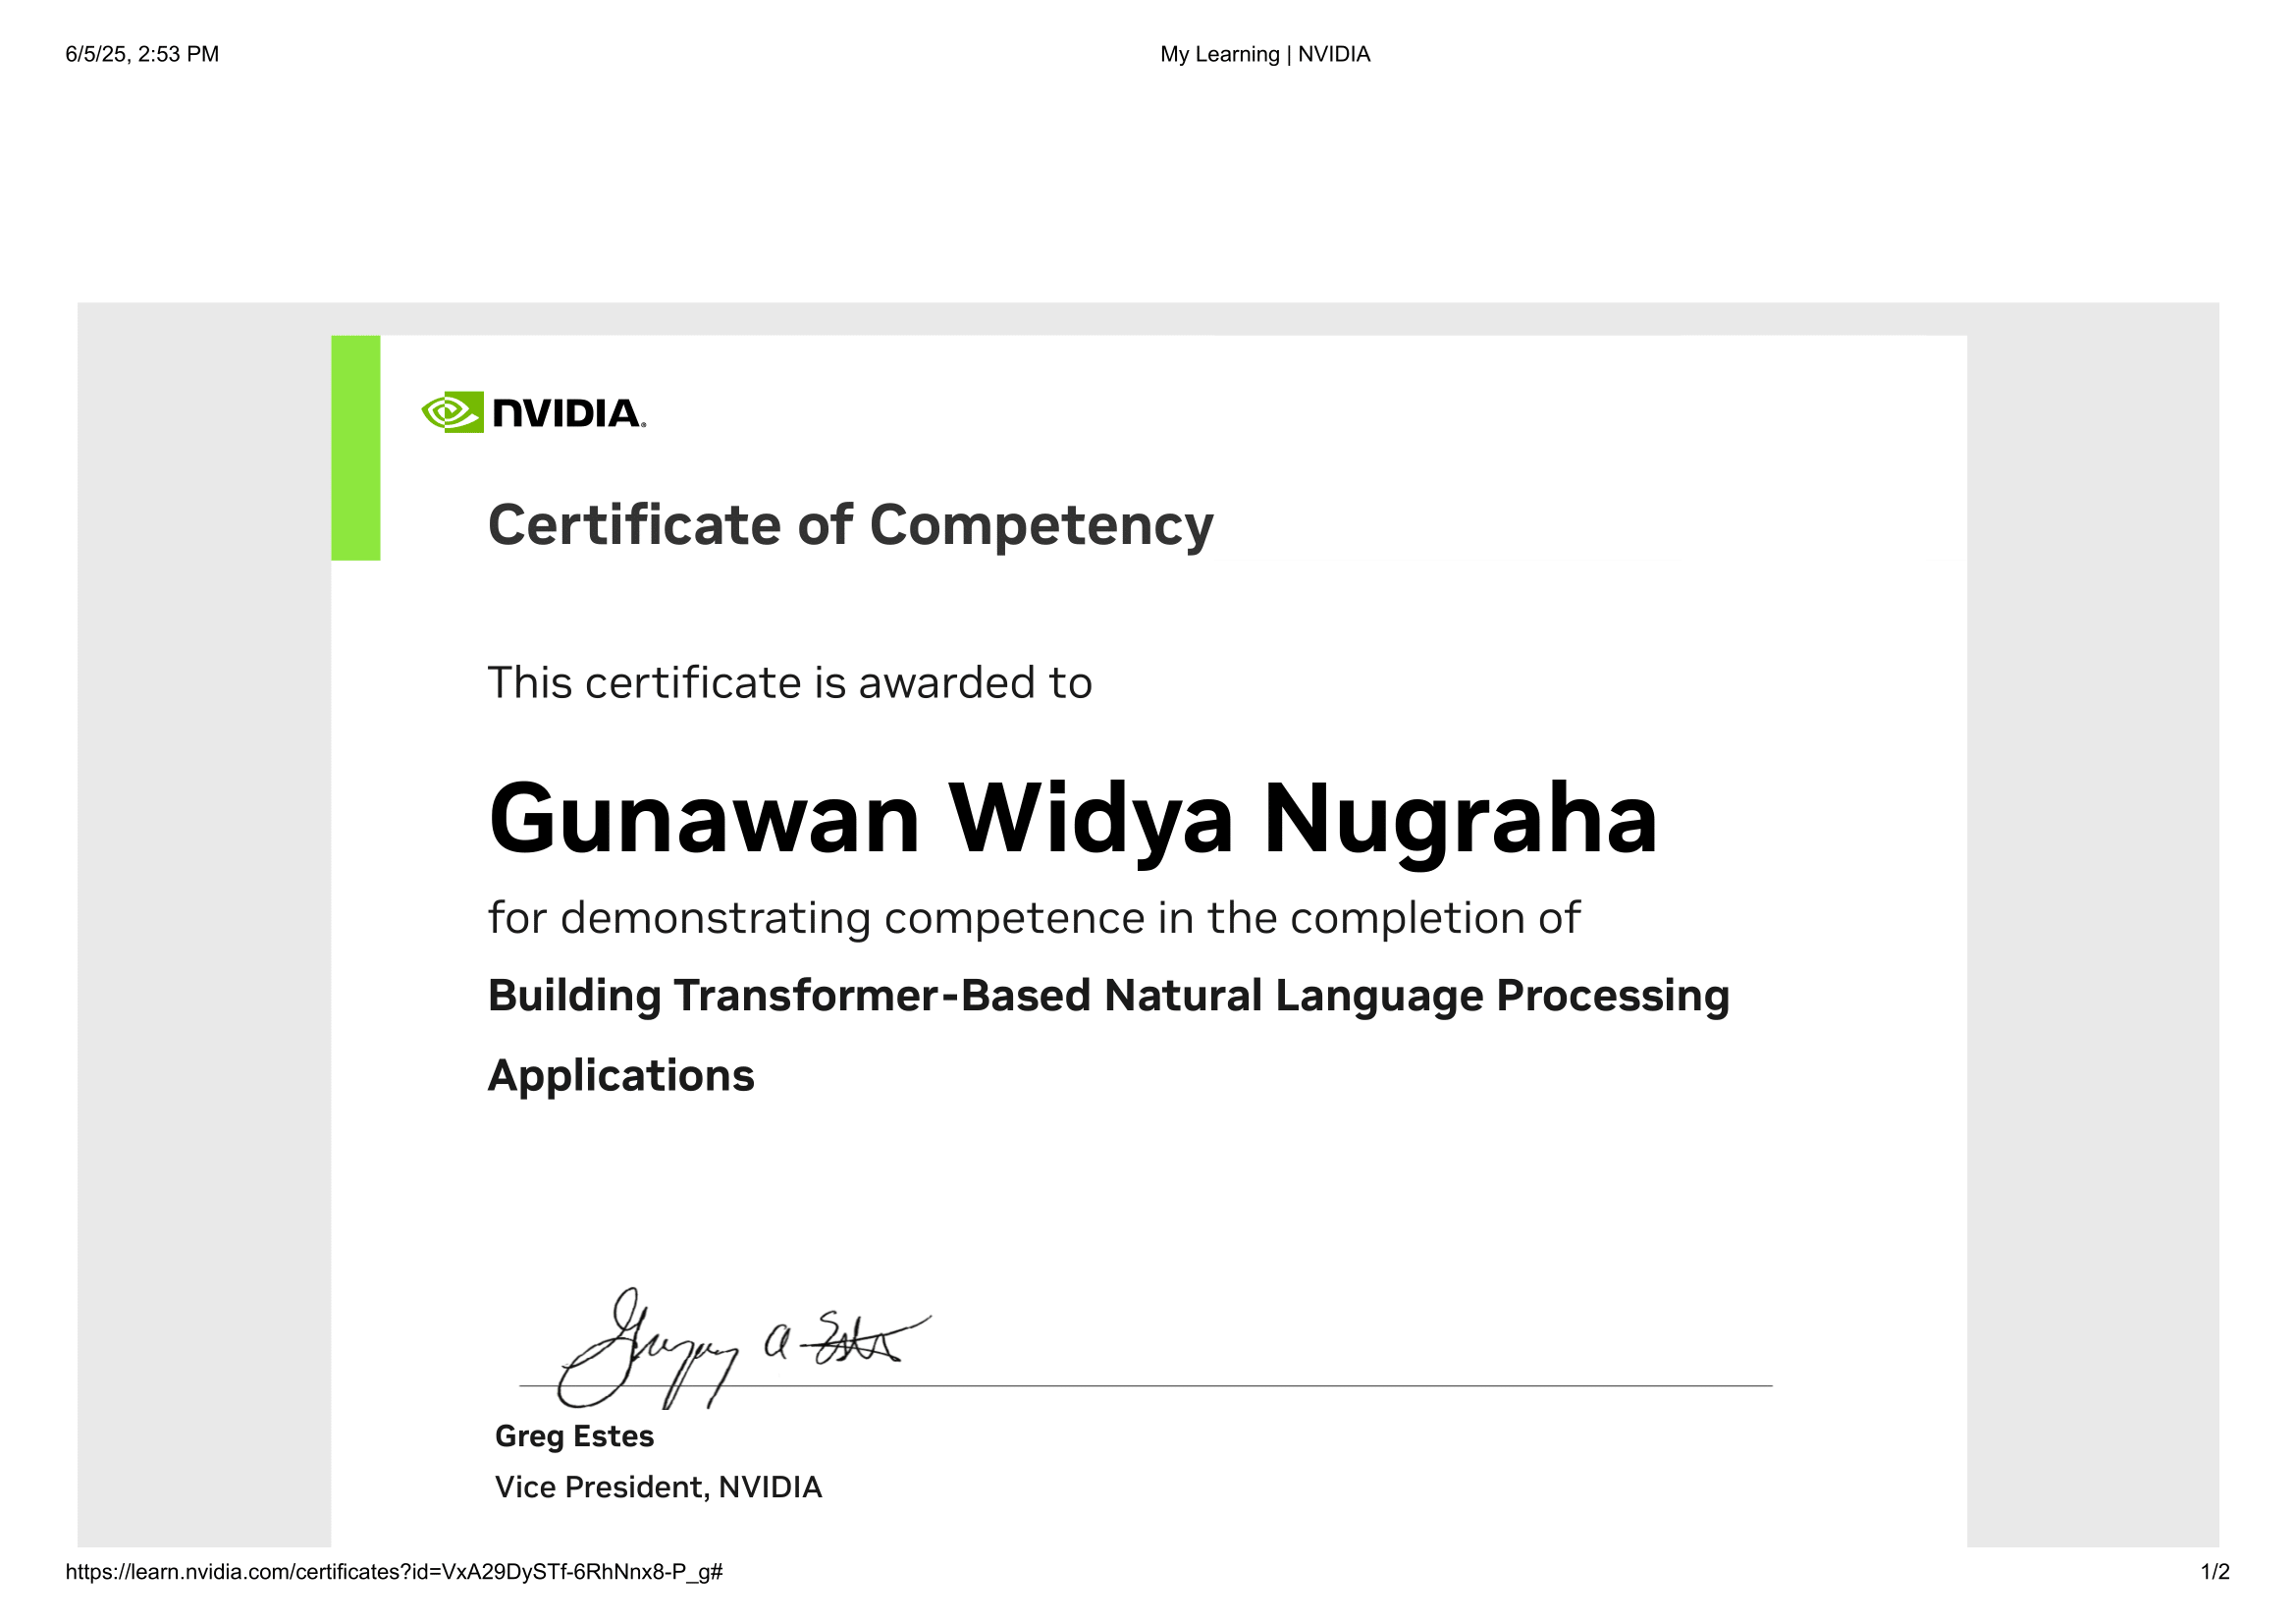 6/5/25, 2:53 PM
My Learning | NVIDIA
NVIDIA®
Certificate of Competency
This certificate is awarded to
Gunawan Widya Nugraha
for demonstrating competence in the completion of
Building Transformer-Based Natural Language Processing
Applications
Gregory A Estes
Greg Estes
Vice President, NVIDIA
https://learn.nvidia.com/certificates?id=VxA29DySTf-6RhNnx8-P_g#
1/2